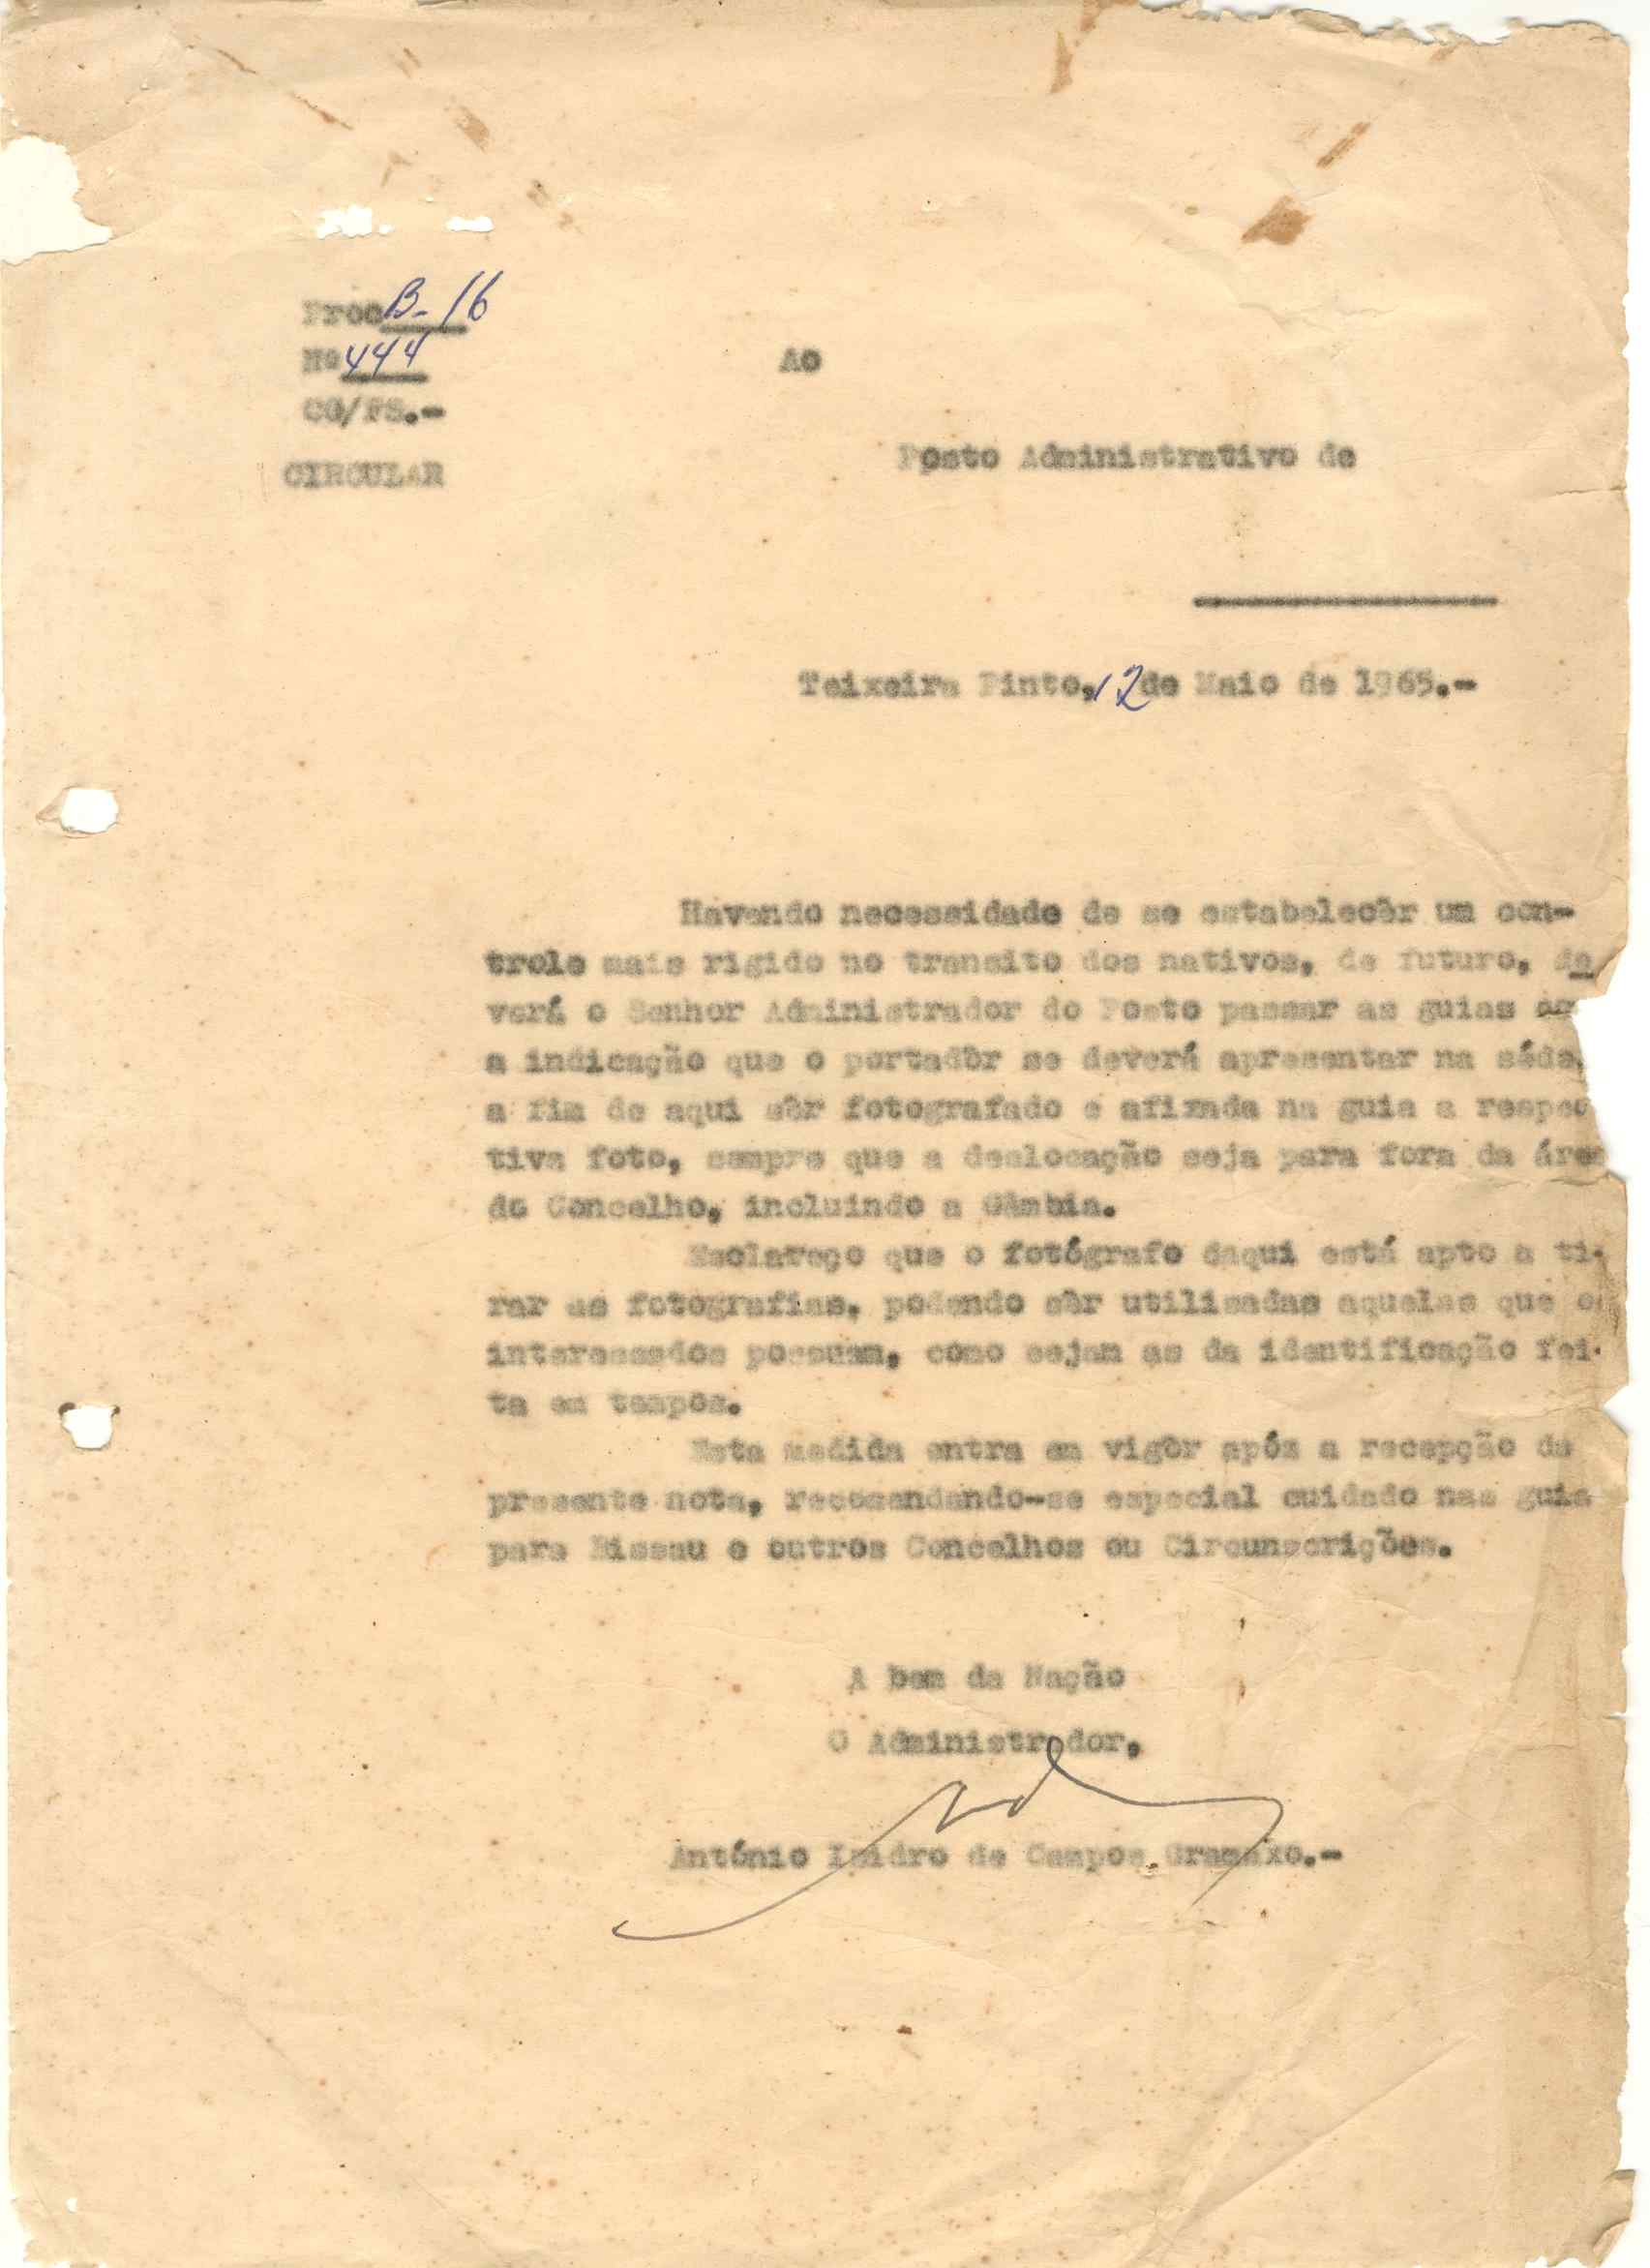 Proc B-16
Nº 444
CG/FS.-
CIRCULAR
Ao
Posto Administrativo de
Teixeira Pinto, 12 de Maio de 1965.-
Havendo necessidade de se estabelecêr um con-
trole mais rigido no transito dos nativos, de futuro, de
verá o Senhor Administrador do Posto passar as guias
a indicação que o portadôr se deverá apresentar na séde,
a fim de aqui sêr fotografado e afixada na guia a respec
tiva foto, sempre que a deslocação seja para fora da área
do Concelho, incluindo a Gâmbia.
Esclareço que o fotógrafo daqui está apto a ti-
rar as fotografias, podendo sêr utilisadas aquelas que o
interessados possuam, como sejam as da identificação fei-
ta em tempos.
Esta medida entra em vigôr após a recepção da
presente nota, recomendando-se especial cuidado nas guia
para Bissau e outros Concelhos ou Circunscrições.
A bem da Nação
O Administrador,
António Isidro de Campos Gramaxo.-